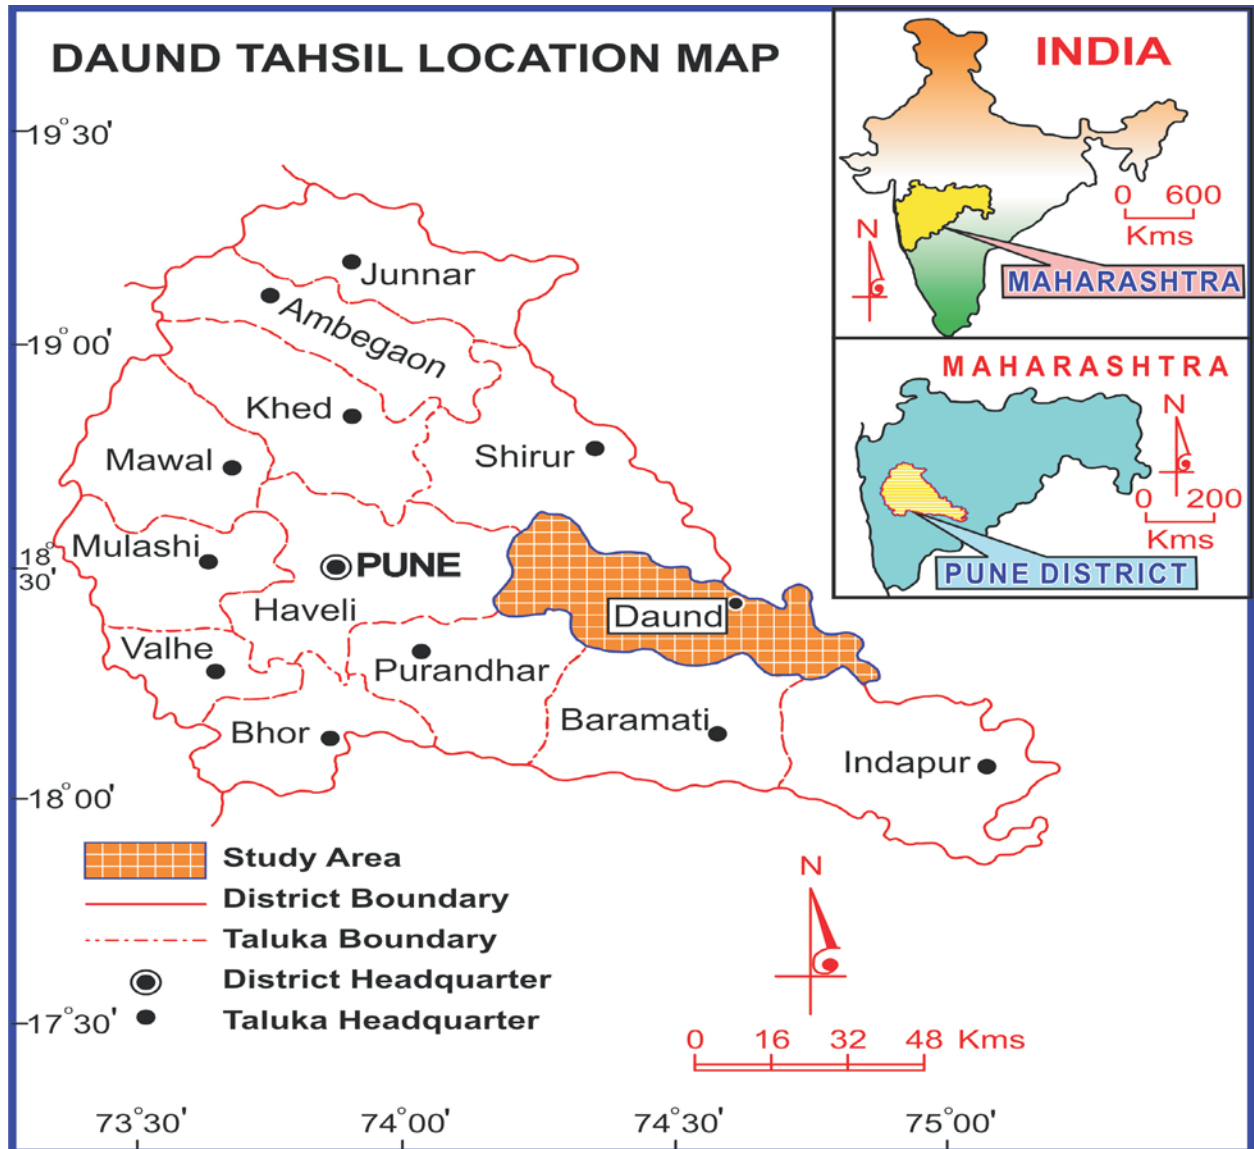 DAUND TAHSIL LOCATION MAP
INDIA
19°30'
0 600
Kms
N
MAHARASHTRA
Junnar
Ambegaon
19°00'
MAHARASHTRA
N
0 200
Kms
PUNE DISTRICT
Khed
Shirur
Mawal
Mulashi
18°
30'
PUNE
Haveli
Daund
Valhe
Purandhar
Baramati
Bhor
Indapur
18°00'
Study Area
District Boundary
Taluka Boundary
District Headquarter
Taluka Headquarter
N
17°30'
0 16 32 48 Kms
73°30' 74°00' 74°30' 75°00'